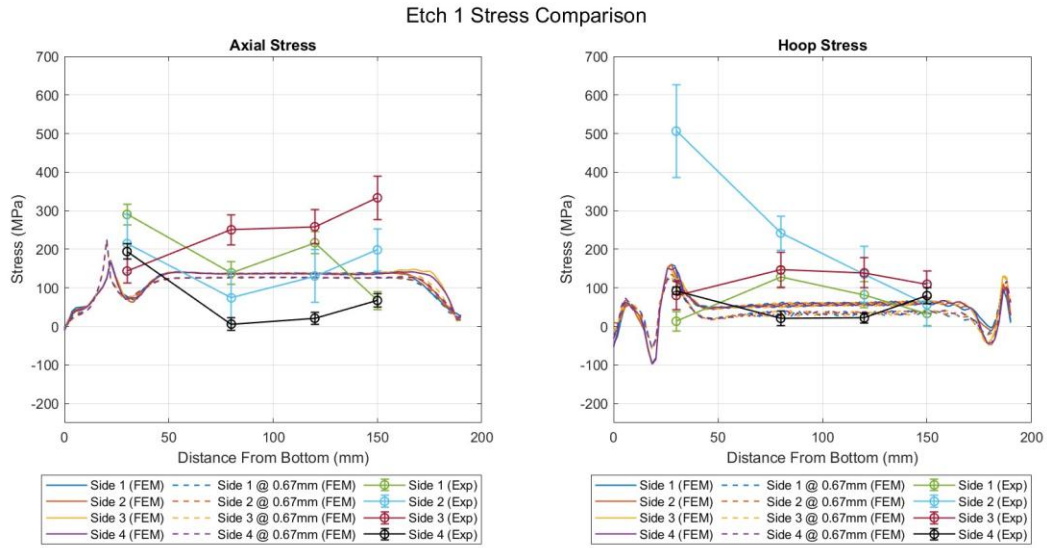 Etch 1 Stress Comparison
Axial Stress
700
600
500
400
300
200
100
0
-100
-200
Stress (MPa)
0 50 100 150 200
Distance From Bottom (mm)
Side 1 (FEM) Side 1 @ 0.67mm (FEM) Side 1 (Exp)
Side 2 (FEM) Side 2 @ 0.67mm (FEM) Side 2 (Exp)
Side 3 (FEM) Side 3 @ 0.67mm (FEM) Side 3 (Exp)
Side 4 (FEM) Side 4 @ 0.67mm (FEM) Side 4 (Exp)
Hoop Stress
700
600
500
400
300
200
100
0
-100
-200
Stress (MPa)
0 50 100 150 200
Distance From Bottom (mm)
Side 1 (FEM) Side 1 @ 0.67mm (FEM) Side 1 (Exp)
Side 2 (FEM) Side 2 @ 0.67mm (FEM) Side 2 (Exp)
Side 3 (FEM) Side 3 @ 0.67mm (FEM) Side 3 (Exp)
Side 4 (FEM) Side 4 @ 0.67mm (FEM) Side 4 (Exp)